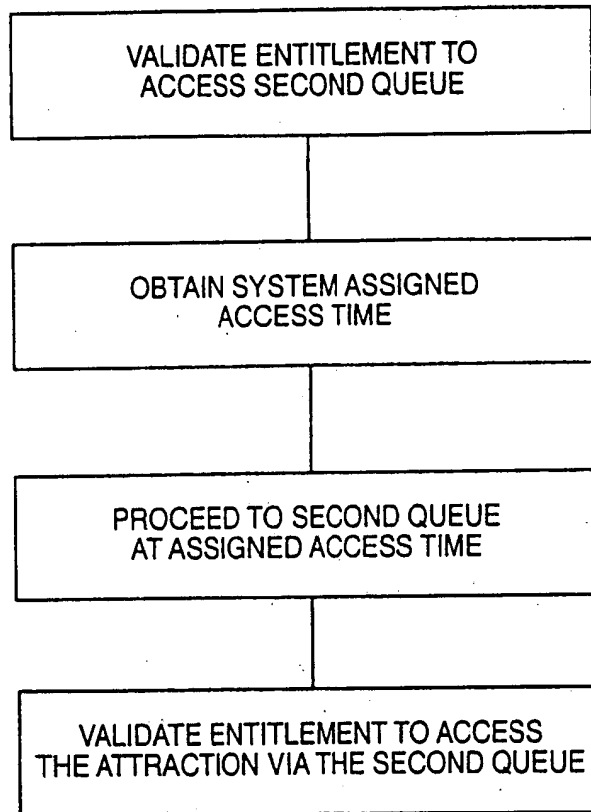 VALIDATE ENTITLEMENT TO
ACCESS SECOND QUEUE
OBTAIN SYSTEM ASSIGNED
ACCESS TIME
PROCEED TO SECOND QUEUE
AT ASSIGNED ACCESS TIME
VALIDATE ENTITLEMENT TO ACCESS
THE ATTRACTION VIA THE SECOND QUEUE